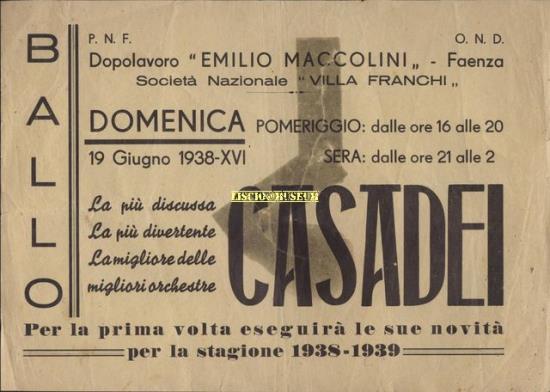 BALLO
P. N. F. O. N. D.
Dopolavoro "EMILIO MACCOLINI„ - Faenza
Società Nazionale "VILLA FRANCHI„
DOMENICA POMERIGGIO: dalle ore 16 alle 20
19 Giugno 1938-XVI SERA: dalle ore 21 alle 2
LISCIO@MUSEUM
La più discussa
La più divertente
La migliore delle
migliori orchestre
CASADEI
Per la prima volta eseguirà le sue novità
per la stagione 1938-1939